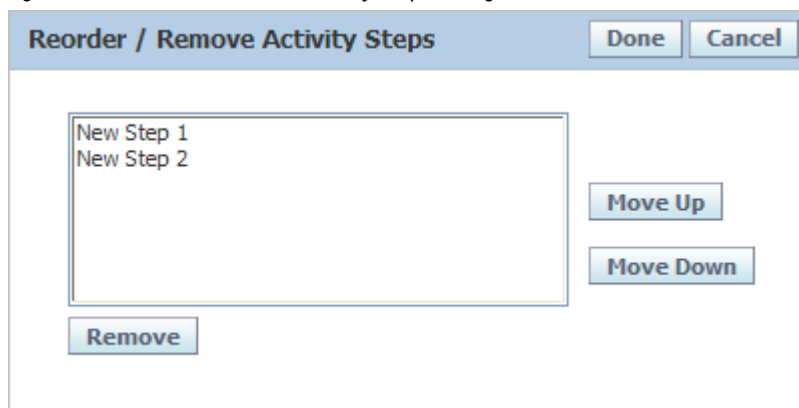 Reorder / Remove Activity Steps
Done
Cancel
New Step 1
New Step 2
Move Up
Move Down
Remove